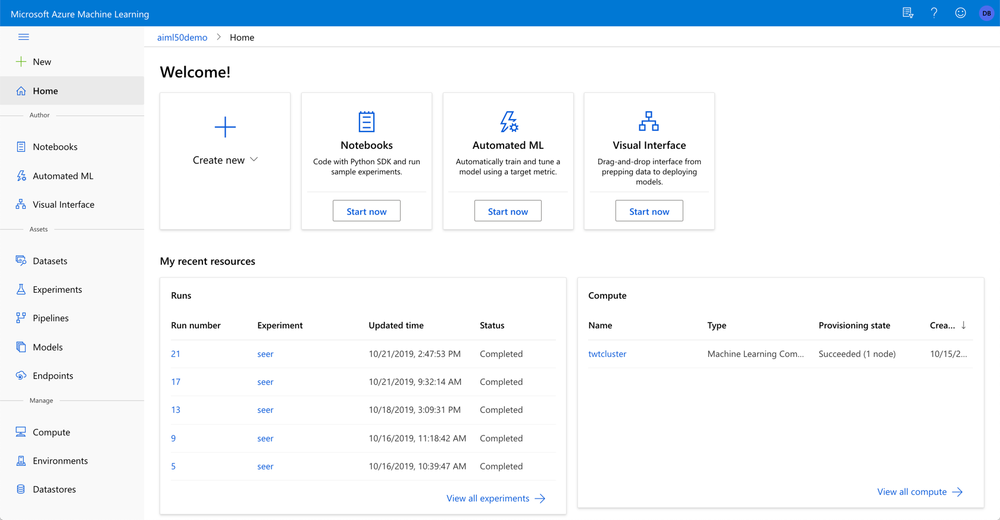 Microsoft Azure Machine Learning
DB
aiml50demo > Home
New
Home
Author
Notebooks
Automated ML
Visual Interface
Assets
Datasets
Experiments
Pipelines
Models
Endpoints
Manage
Compute
Environments
Datastores
Welcome!
Create new
Notebooks
Code with Python SDK and run
sample experiments.
Start now
Automated ML
Automatically train and tune a
model using a target metric.
Start now
Visual Interface
Drag-and-drop interface from
prepping data to deploying
models.
Start now
My recent resources
Runs
Run number Experiment Updated time Status
21 seer 10/21/2019, 2:47:53 PM Completed
17 seer 10/21/2019, 9:32:14 AM Completed
13 seer 10/18/2019, 3:09:31 PM Completed
9 seer 10/16/2019, 11:18:42 AM Completed
5 seer 10/16/2019, 10:39:47 AM Completed
View all experiments
Compute
Name Type Provisioning state Crea...
twtcluster Machine Learning Com... Succeeded (1 node) 10/15/2...
View all compute